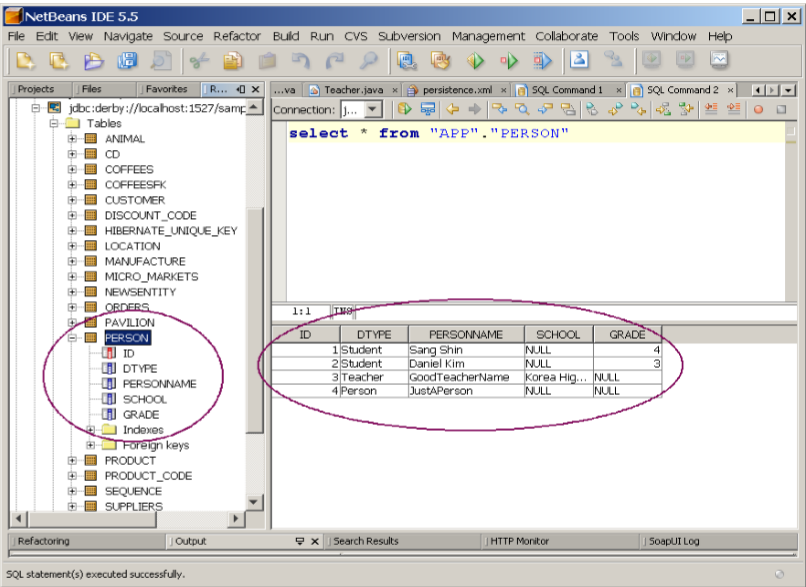 NetBeans IDE 5.5
File Edit View Navigate Source Refactor Build Run CVS Subversion Management Collaborate Tools Window Help
Projects Files Favorites R... ...va Teacher.java persistence.xml SQL Command 1 SQL Command 2
jdbc:derby://localhost:1527/samp
Connection: j...
Tables
ANIMAL
CD
COFFEES
COFFEESFK
CUSTOMER
DISCOUNT_CODE
HIBERNATE_UNIQUE_KEY
LOCATION
MANUFACTURE
MICRO_MARKETS
NEWSENTITY
ORDERS
PAVILION
PERSON
ID
DTYPE
PERSONNAME
SCHOOL
GRADE
Indexes
Foreign keys
PRODUCT
PRODUCT_CODE
SEQUENCE
SUPPLIERS
select * from "APP"."PERSON"
1:1 INS
ID DTYPE PERSONNAME SCHOOL GRADE
1 Student Sang Shin NULL 4
2 Student Daniel Kim NULL 3
3 Teacher GoodTeacherName Korea Hig... NULL
4 Person JustAPerson NULL NULL
Refactoring Output Search Results HTTP Monitor SoapUI Log
SQL statement(s) executed successfully.